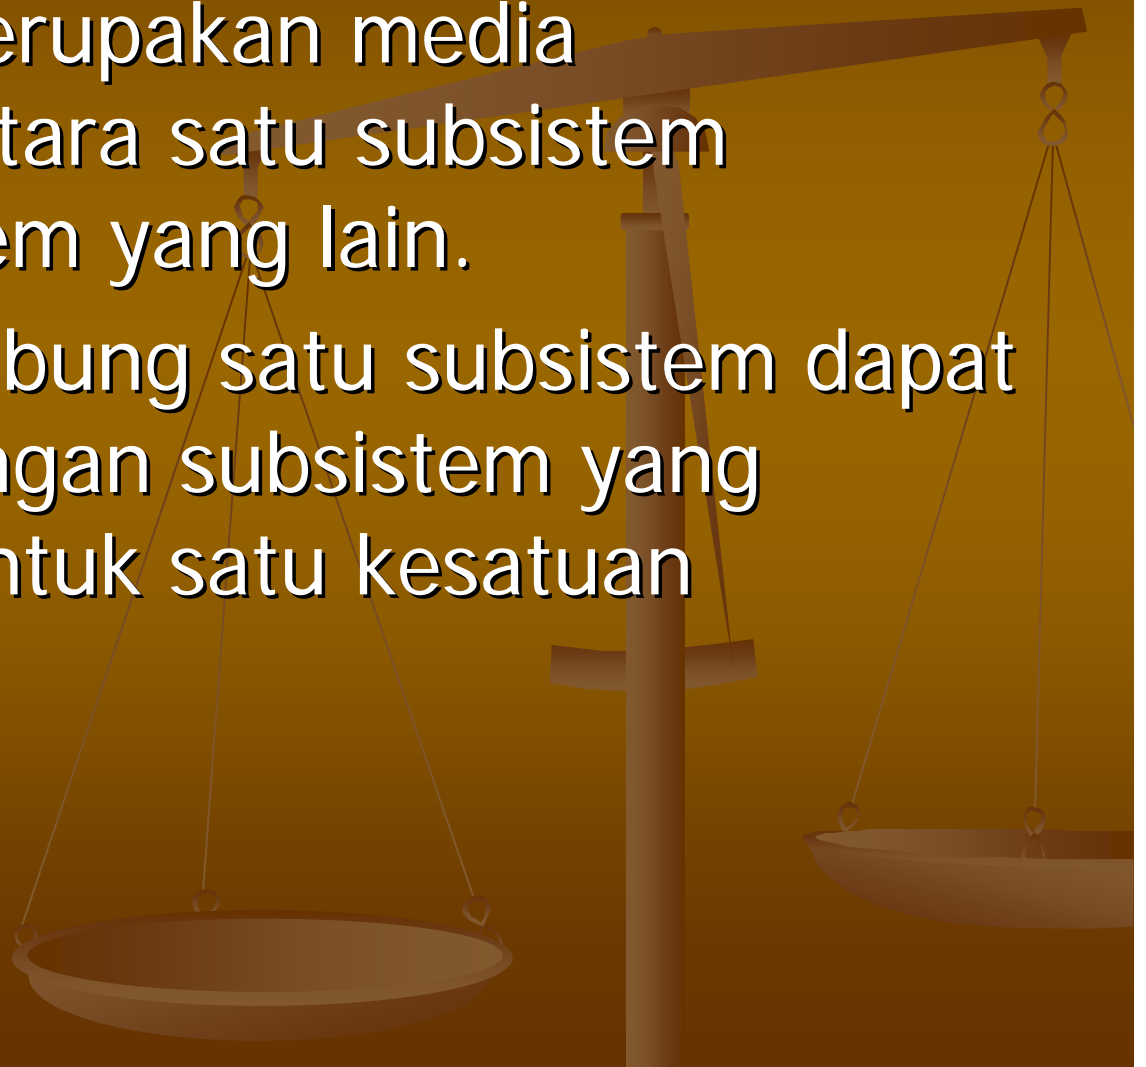 erupakan media
tara satu subsistem
em yang lain.
bung satu subsistem dapat
ngan subsistem yang
ntuk satu kesatuan